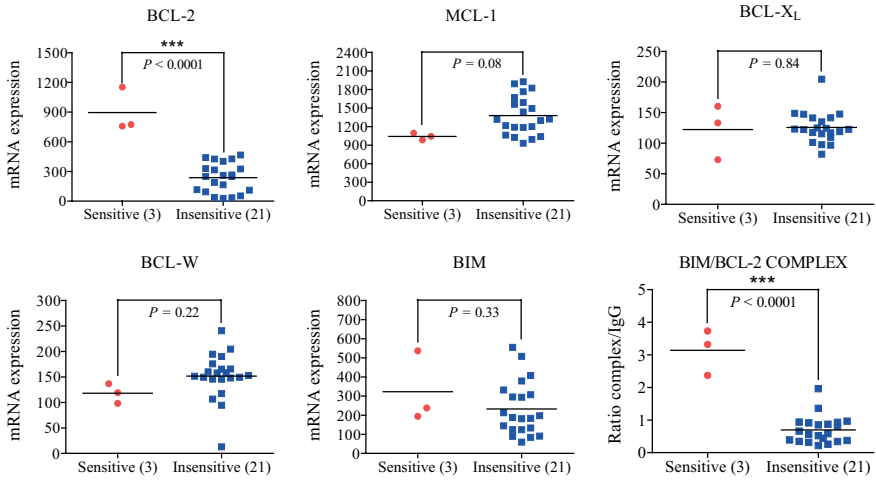 BCL-2
mRNA expression
1500
1200
900
600
300
0
***
P < 0.0001
Sensitive (3) Insensitive (21)
MCL-1
mRNA expression
2400
2100
1800
1500
1200
900
600
300
0
P = 0.08
Sensitive (3) Insensitive (21)
BCL-XL
mRNA expression
250
200
150
100
50
0
P = 0.84
Sensitive (3) Insensitive (21)
BCL-W
mRNA expression
300
250
200
150
100
50
0
P = 0.22
Sensitive (3) Insensitive (21)
BIM
mRNA expression
800
700
600
500
400
300
200
100
0
P = 0.33
Sensitive (3) Insensitive (21)
BIM/BCL-2 COMPLEX
Ratio complex/IgG
5
4
3
2
1
0
***
P < 0.0001
Sensitive (3) Insensitive (21)